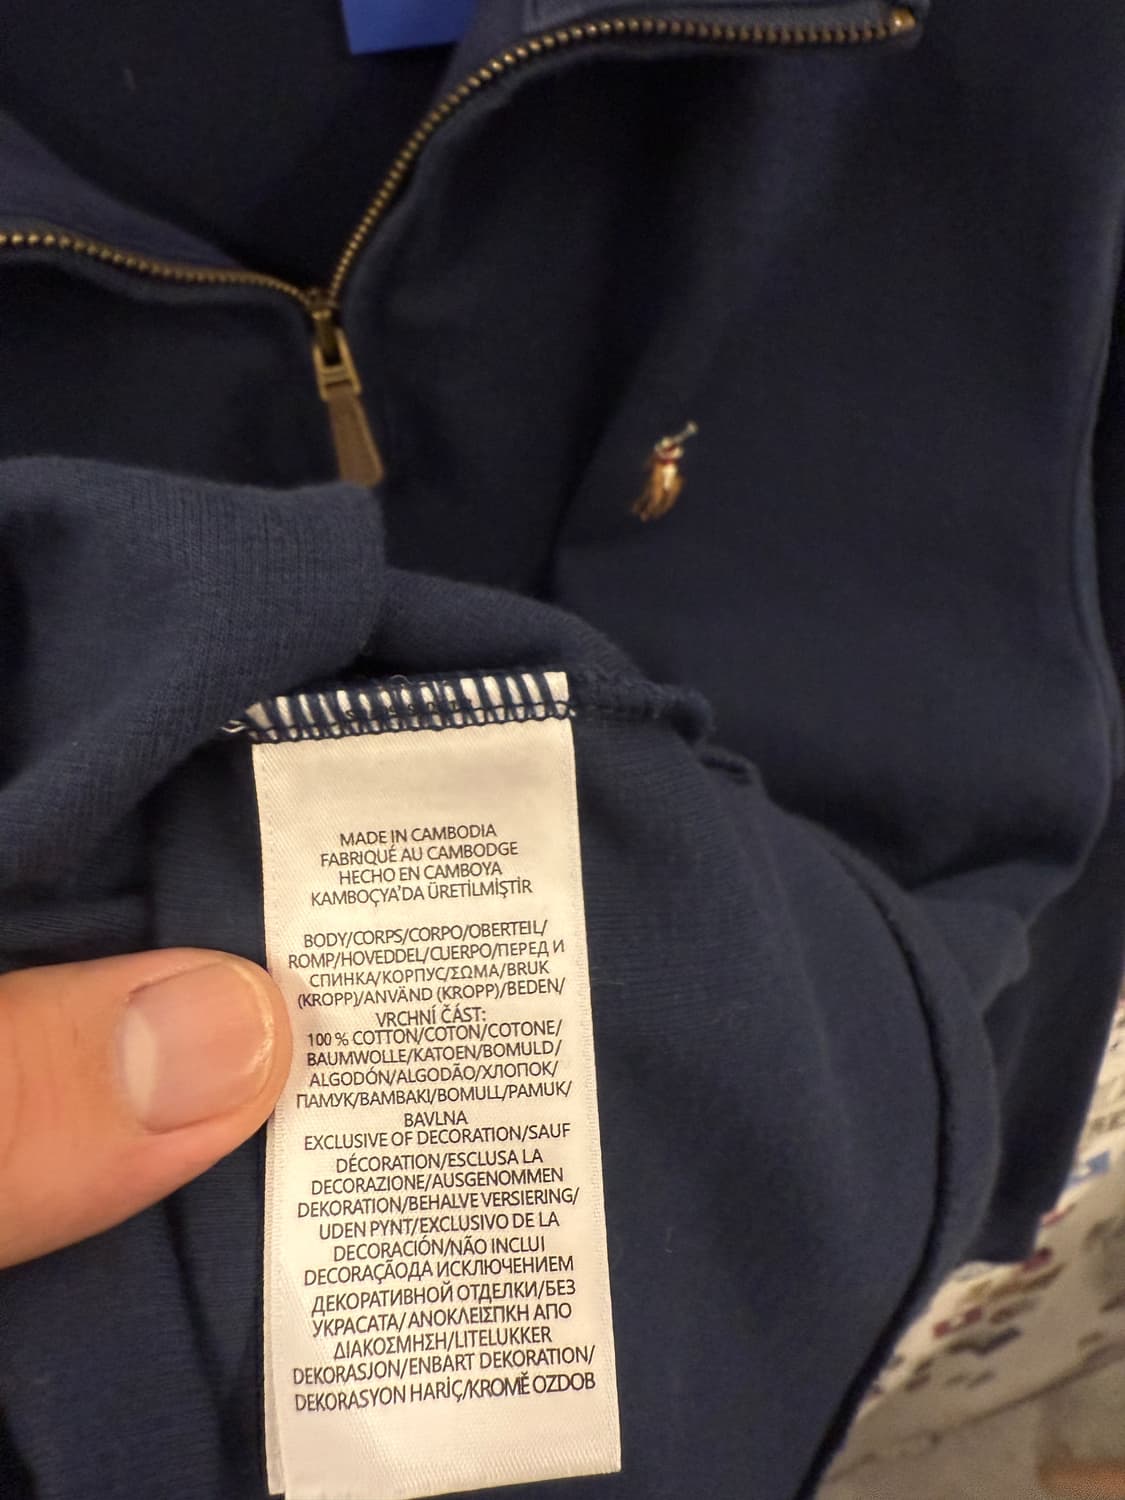 MADE IN CAMBODIA
FABRIQUÉ AU CAMBODGE
HECHO EN CAMBOYA
KAMBOÇYA'DA ÜRETİLMİŞTİR
BODY/CORPS/CORPO/OBERTEIL/
ROMP/HOVEDDEL/CUERPO/ПЕРЕД И
СПИНКА/КОРПУС/ΣΩΜΑ/BRUK
(KROPP)/ANVÄND (KROPP)/BEDEN/
VRCHNÍ ČÁST:
100 % COTTON/COTON/COTONE/
BAUMWOLLE/KATOEN/BOMULD/
ALGODÓN/ALGODÃO/ХЛОПОК/
ПАМУК/ΒΑΜΒΑΚΙ/BOMULL/PAMUK/
BAVLNA
EXCLUSIVE OF DECORATION/SAUF
DÉCORATION/ESCLUSA LA
DECORAZIONE/AUSGENOMMEN
DEKORATION/BEHALVE VERSIERING/
UDEN PYNT/EXCLUSIVO DE LA
DECORACIÓN/NÃO INCLUI
DECORAÇÃOДА ИСКЛЮЧЕНИЕМ
ДЕКОРАТИВНОЙ ОТДЕЛКИ/БЕЗ
УКРАСАТА/ΑΝΟΚΛΕΙΣΠΚΗ ΑΠΟ
ΔΙΑΚΟΣΜΗΣΗ/LITELUKKER
DEKORASJON/ENBART DEKORATION/
DEKORASYON HARİÇ/KROMĚ OZDOB